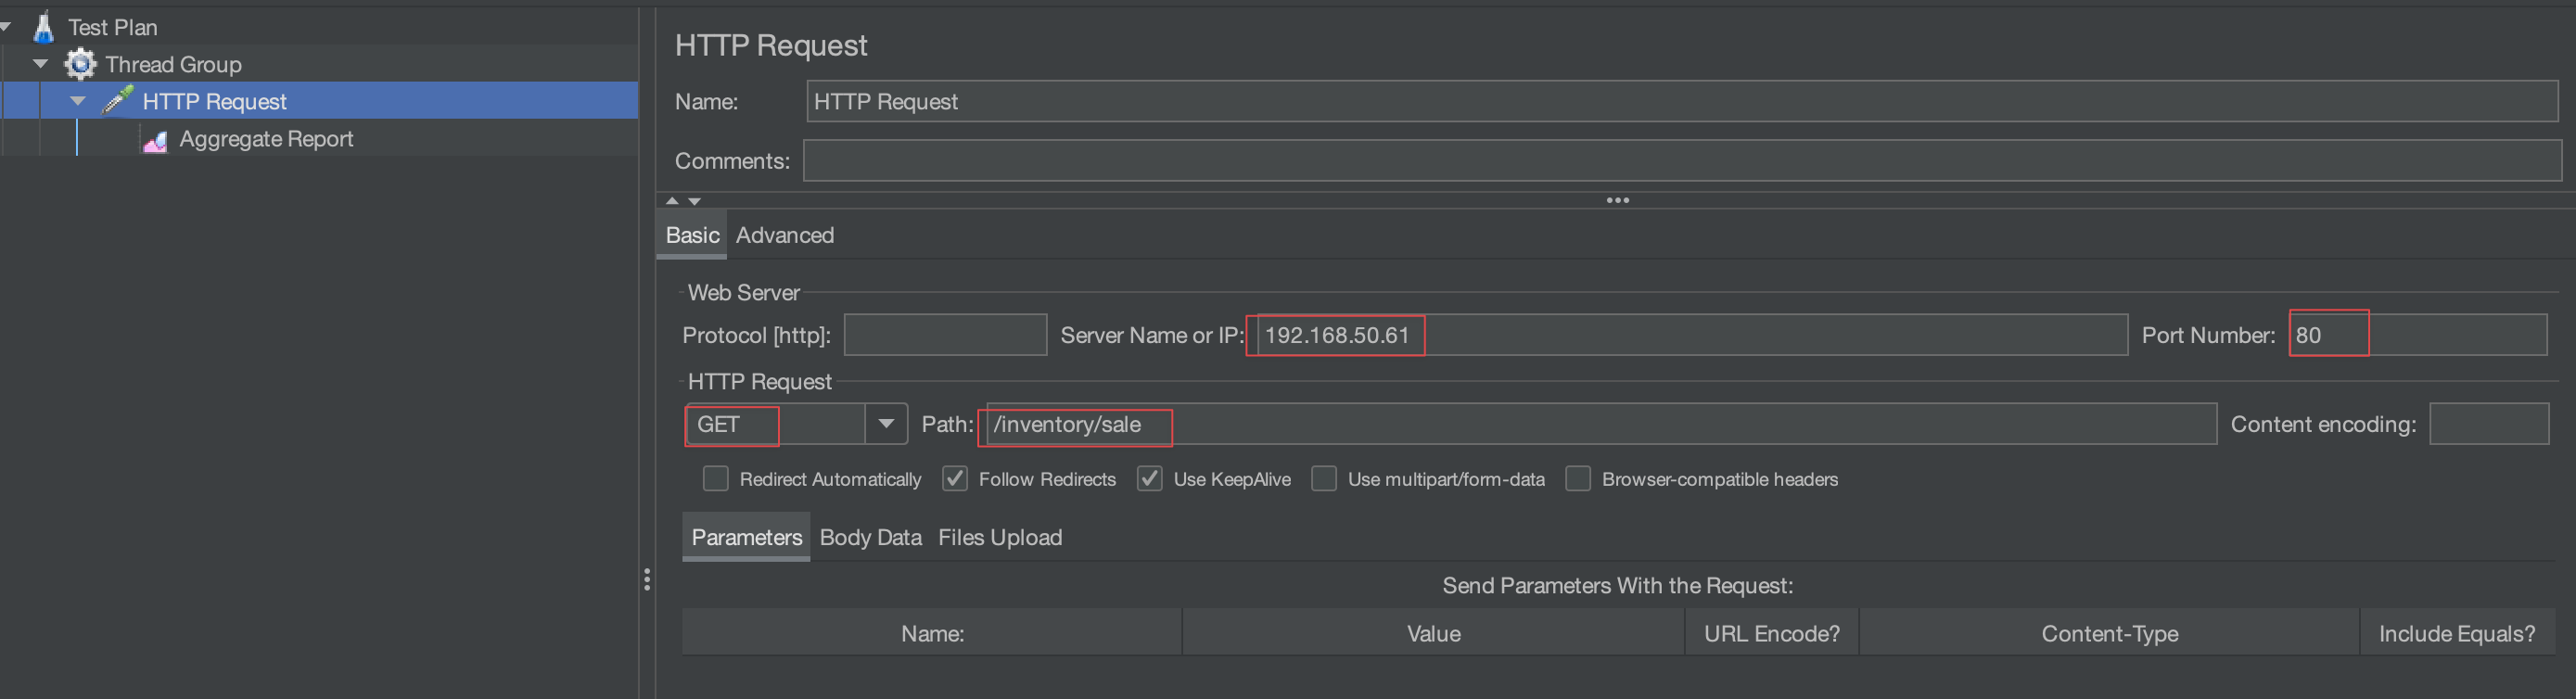 Test Plan
Thread Group
HTTP Request
Aggregate Report
HTTP Request
Name: HTTP Request
Comments:
Basic Advanced
Web Server
Protocol [http]: Server Name or IP: 192.168.50.61 Port Number: 80
HTTP Request
GET Path: /inventory/sale Content encoding:
Redirect Automatically Follow Redirects Use KeepAlive Use multipart/form-data Browser-compatible headers
Parameters Body Data Files Upload
Send Parameters With the Request:
Name: Value URL Encode? Content-Type Include Equals?